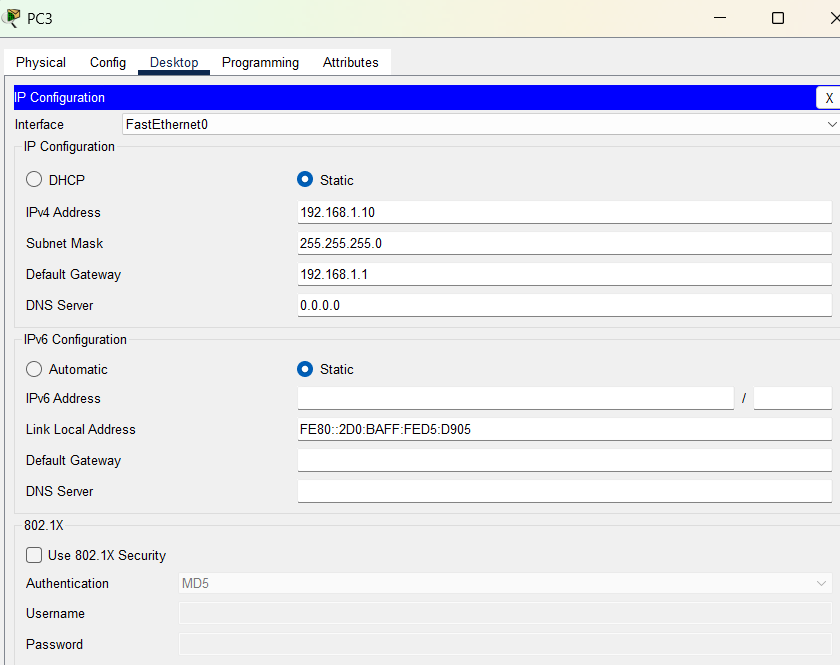 PC3
Physical Config Desktop Programming Attributes
IP Configuration X
Interface FastEthernet0
IP Configuration
DHCP Static
IPv4 Address 192.168.1.10
Subnet Mask 255.255.255.0
Default Gateway 192.168.1.1
DNS Server 0.0.0.0
IPv6 Configuration
Automatic Static
IPv6 Address /
Link Local Address FE80::2D0:BAFF:FED5:D905
Default Gateway
DNS Server
802.1X
Use 802.1X Security
Authentication MD5
Username
Password